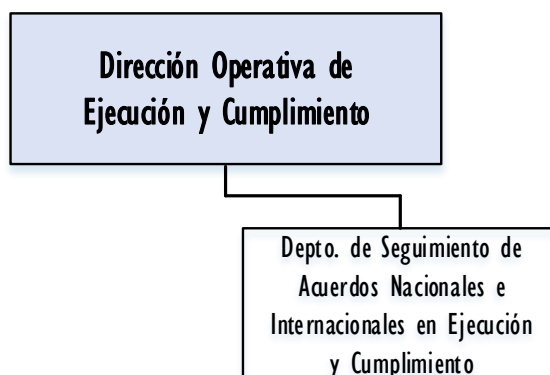 Dirección Operativa de
Ejecución y Cumplimiento
Depto. de Seguimiento de
Acuerdos Nacionales e
Internacionales en Ejecución
y Cumplimiento